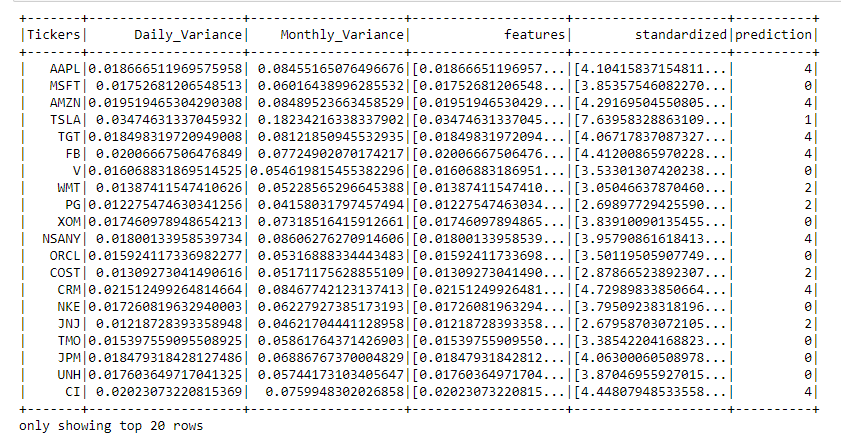 +-------+--------------------+--------------------+--------------------+--------------------+----------+
|Tickers|      Daily_Variance|    Monthly_Variance|            features|        standardized|prediction|
+-------+--------------------+--------------------+--------------------+--------------------+----------+
|   AAPL|0.018666511969575958| 0.08455165076496676|[0.01866651196957...|[4.10415837154811...|         4|
|   MSFT| 0.01752681206548513| 0.06016438996285532|[0.01752681206548...|[3.85357546082270...|         0|
|   AMZN|0.019519465304290308| 0.08489523663458529|[0.01951946530429...|[4.29169504550805...|         4|
|   TSLA| 0.03474631337045932| 0.18234216338337902|[0.03474631337045...|[7.63958328863109...|         1|
|    TGT|0.018498319720949008| 0.08121850945532935|[0.01849831972094...|[4.06717837087327...|         4|
|     FB| 0.02006667506476849| 0.07724902070174217|[0.02006667506476...|[4.41200865970228...|         4|
|      V|0.016068831869514525|0.054619815455382296|[0.01606883186951...|[3.53301307420238...|         0|
|    WMT| 0.01387411547410626| 0.05228565296645388|[0.01387411547410...|[3.05046637870460...|         2|
|     PG|0.012275474630341256| 0.04158031797457494|[0.01227547463034...|[2.69897729425590...|         2|
|    XOM|0.017460978948654213| 0.07318516415912661|[0.01746097894865...|[3.83910090135455...|         0|
|  NSANY| 0.01800133958539734| 0.08606276270914606|[0.01800133958539...|[3.95790861618413...|         4|
|   ORCL|0.015924117336982277| 0.05316888334443483|[0.01592411733698...|[3.50119505907749...|         0|
|   COST| 0.01309273041490616| 0.05171175628855109|[0.01309273041490...|[2.87866523892307...|         2|
|    CRM|0.021512499264814664| 0.08467742123137413|[0.02151249926481...|[4.72989833850664...|         4|
|    NKE|0.017260819632940003| 0.06227927385173193|[0.01726081963294...|[3.79509238318196...|         0|
|    JNJ| 0.01218728393358948| 0.04621704441128958|[0.01218728393358...|[2.67958703072105...|         2|
|    TMO|0.015397559095508925| 0.05861764371426903|[0.01539755909550...|[3.38542204168823...|         0|
|    JPM|0.018479318428127486| 0.06886767370004829|[0.01847931842812...|[4.06300060508978...|         0|
|    UNH|0.017603649717041325| 0.05744173103405647|[0.01760364971704...|[3.87046955927015...|         0|
|     CI| 0.02023073220815369|  0.0759948302026858|[0.02023073220815...|[4.44807948533558...|         4|
+-------+--------------------+--------------------+--------------------+--------------------+----------+
only showing top 20 rows